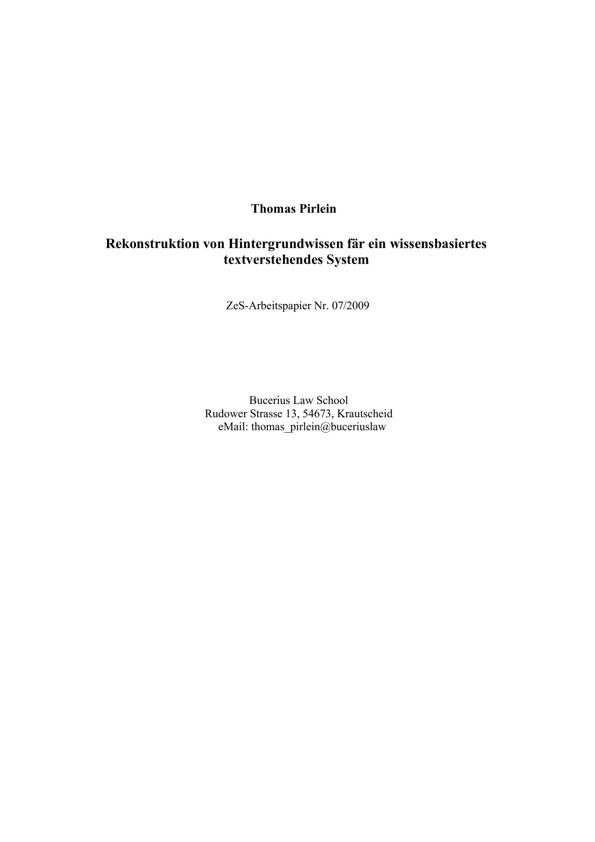 Thomas Pirlein
Rekonstruktion von Hintergrundwissen fär ein wissensbasiertes
textverstehendes System
ZeS-Arbeitspapier Nr. 07/2009
Bucerius Law School
Rudower Strasse 13, 54673, Krautscheid
eMail: thomas_pirlein@buceriuslaw